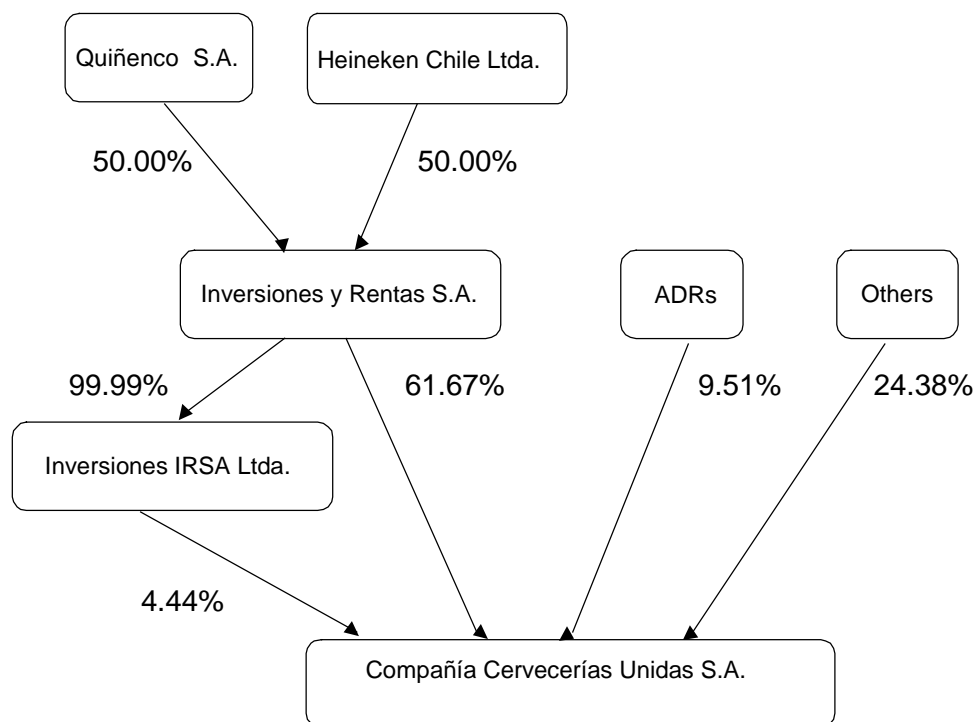 Quiñenco S.A.
Heineken Chile Ltda.
50.00%
50.00%
Inversiones y Rentas S.A.
ADRs
Others
99.99%
61.67%
9.51%
24.38%
Inversiones IRSA Ltda.
4.44%
Compañía Cervecerías Unidas S.A.